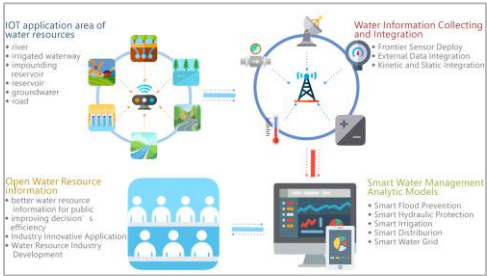 IOT application area of
water resources
• river
• irrigated waterway
• impounding
reservoir
• reservoir
• groundwater
• road
Water Information Collecting
and Integration
• Frontier Sensor Deploy
• External Data Integration
• Kinetic and Static Integration
Open Water Resource
information
• better water resource
information for public
• improving decision's
efficiency
• Industry Innovative Application
• Water Resource Industry
Development
Smart Water Management
Analytic Models
• Smart Flood Prevention
• Smart Hydraulic Protection
• Smart Irrigation
• Smart Distriburion
• Smart Water Grid